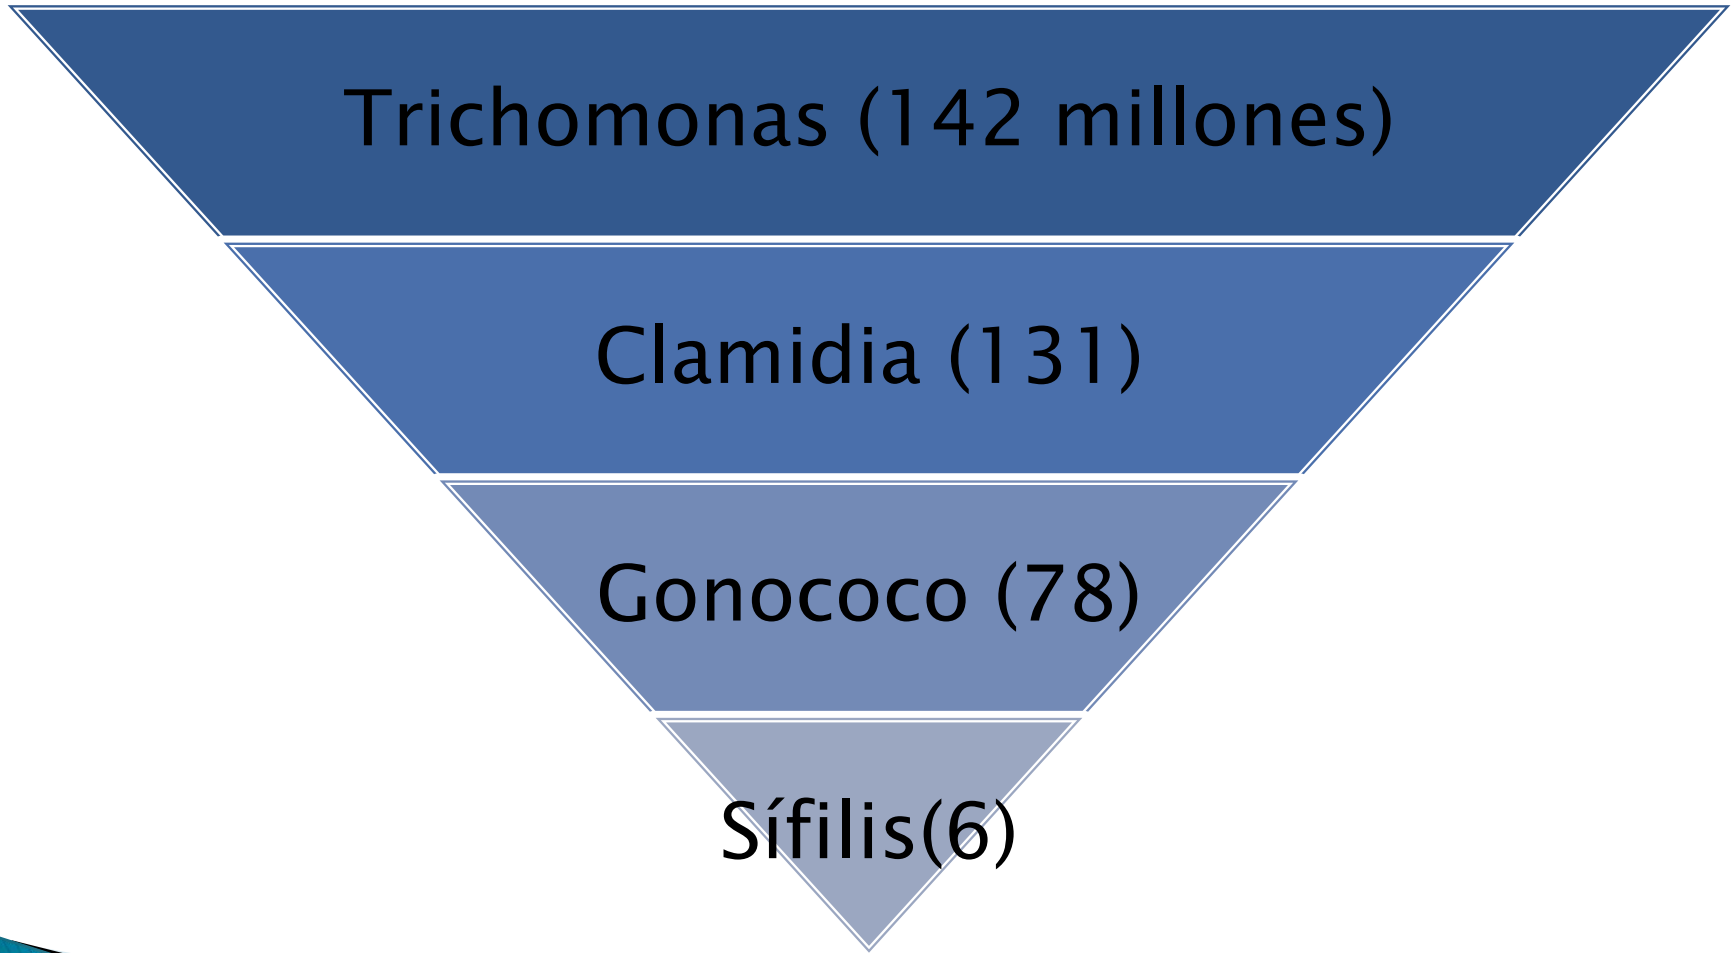 Trichomonas (142 millones)
Clamidia (131)
Gonococo (78)
Sífilis(6)